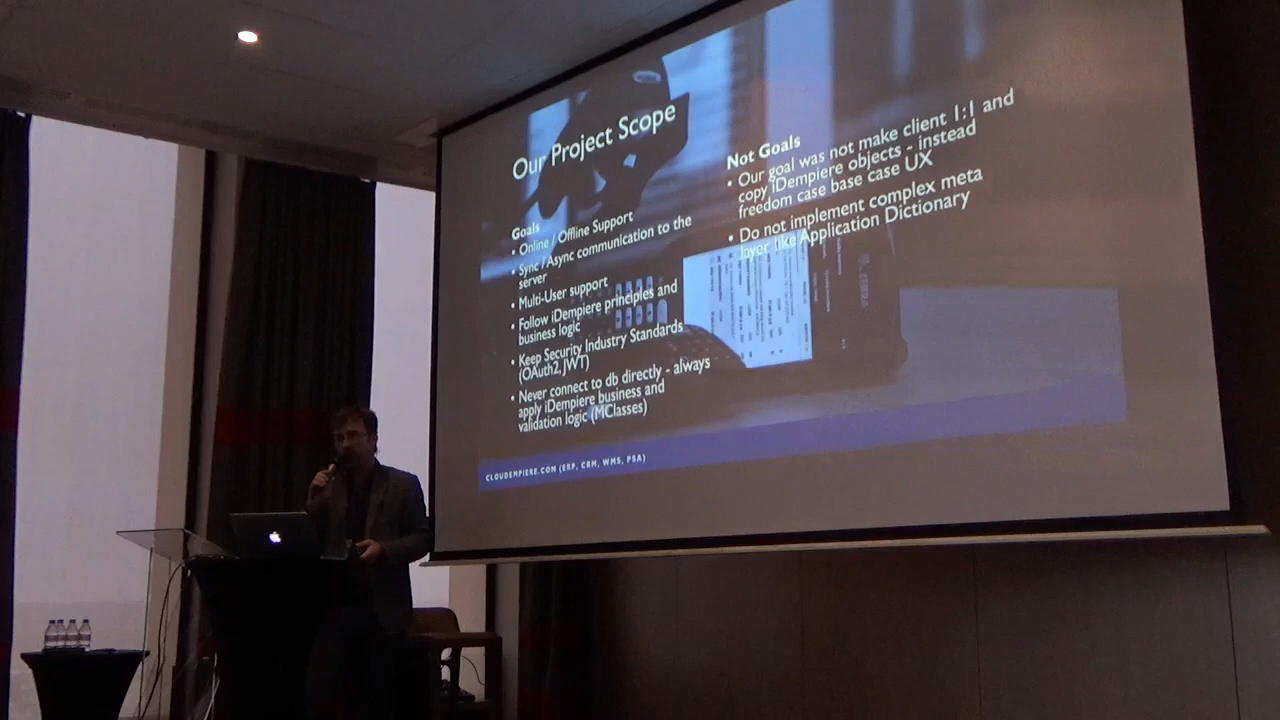 Our Project Scope
Goals
• Online / Offline Support
• Sync / Async communication to the
server
• Multi-User support
• Follow iDempiere principles and
business logic
• Keep Security Industry Standards
(OAuth2, JWT)
• Never connect to db directly - always
apply iDempiere business and
validation logic (MClasses)
Not Goals
• Our goal was not make client 1:1 and
copy iDempiere objects - instead
freedom case base case UX
• Do not implement complex meta
layer like Application Dictionary
CLOUDEMPIERE.COM (ERP, CRM, WMS, PSA)